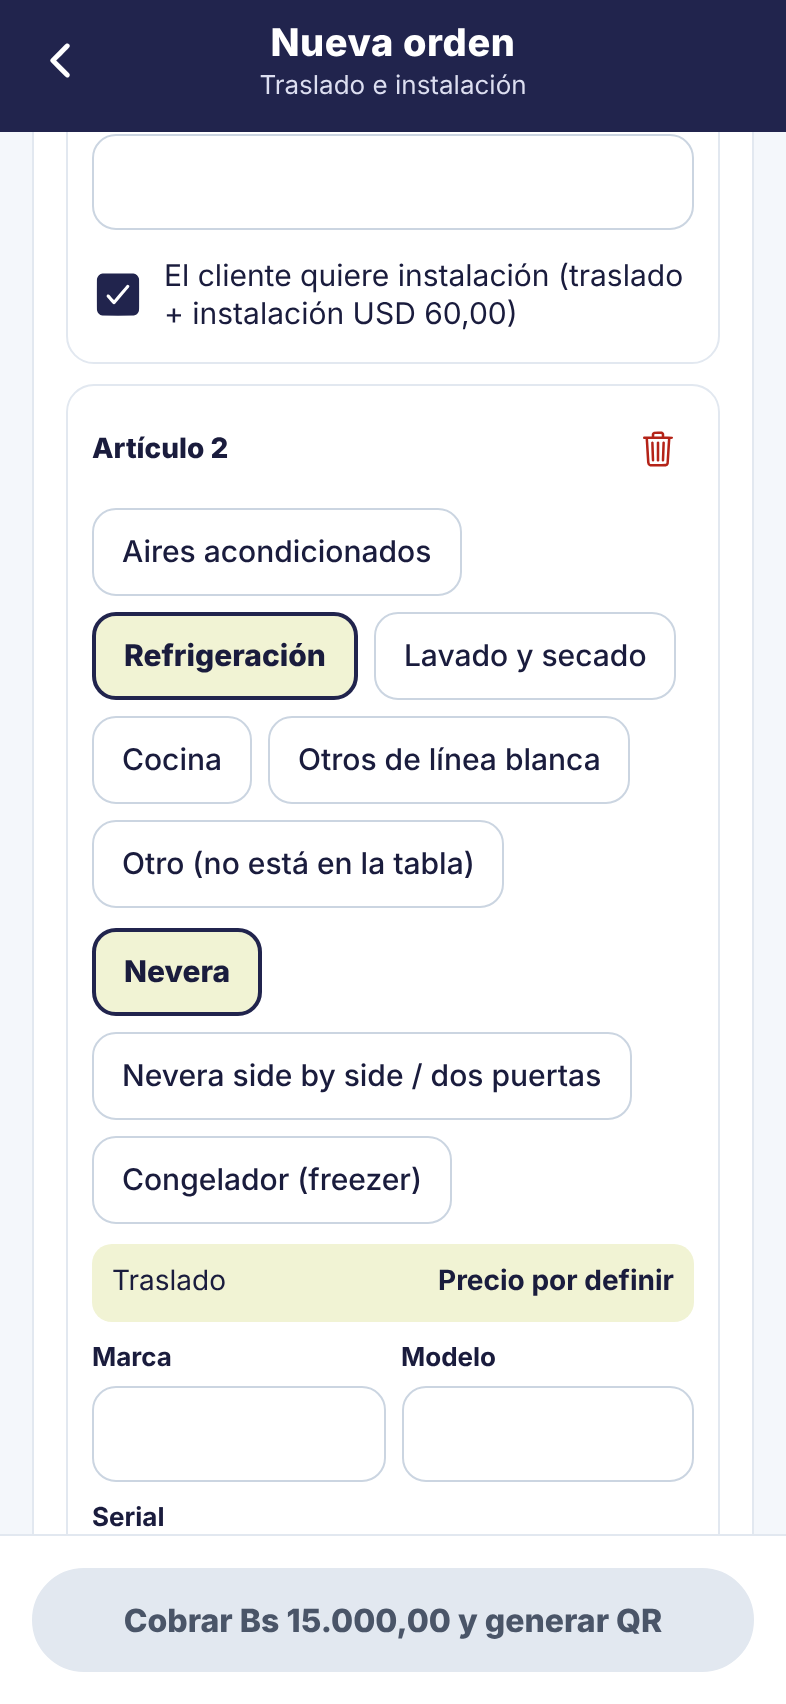 Nueva orden
Traslado e instalación
El cliente quiere instalación (traslado
+ instalación USD 60,00)
Artículo 2
Aires acondicionados
Refrigeración
Lavado y secado
Cocina
Otros de línea blanca
Otro (no está en la tabla)
Nevera
Nevera side by side / dos puertas
Congelador (freezer)
Traslado
Precio por definir
Marca
Modelo
Serial
Cobrar Bs 15.000,00 y generar QR